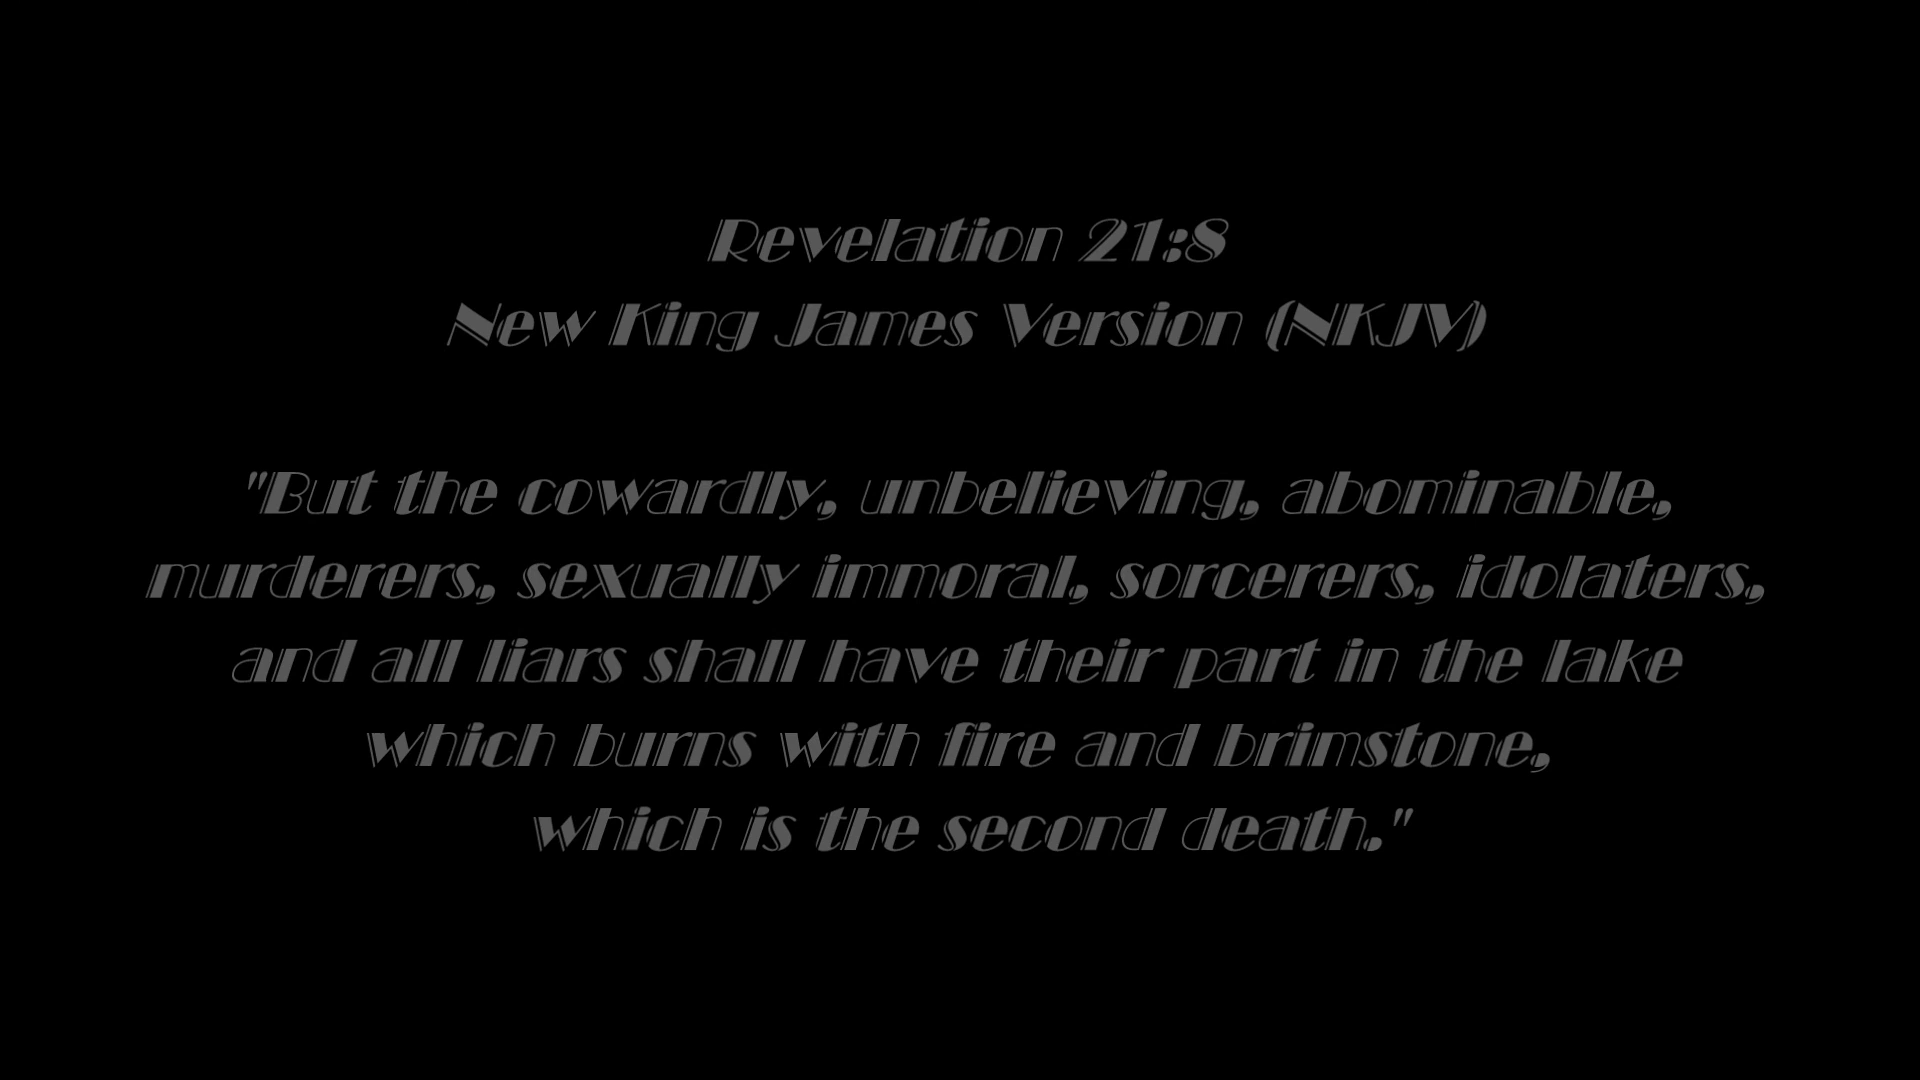 Revelation 21:8
New King James Version (NKJV)
"But the cowardly, unbelieving, abominable,
murderers, sexually immoral, sorcerers, idolaters,
and all liars shall have their part in the lake
which burns with fire and brimstone,
which is the second death."